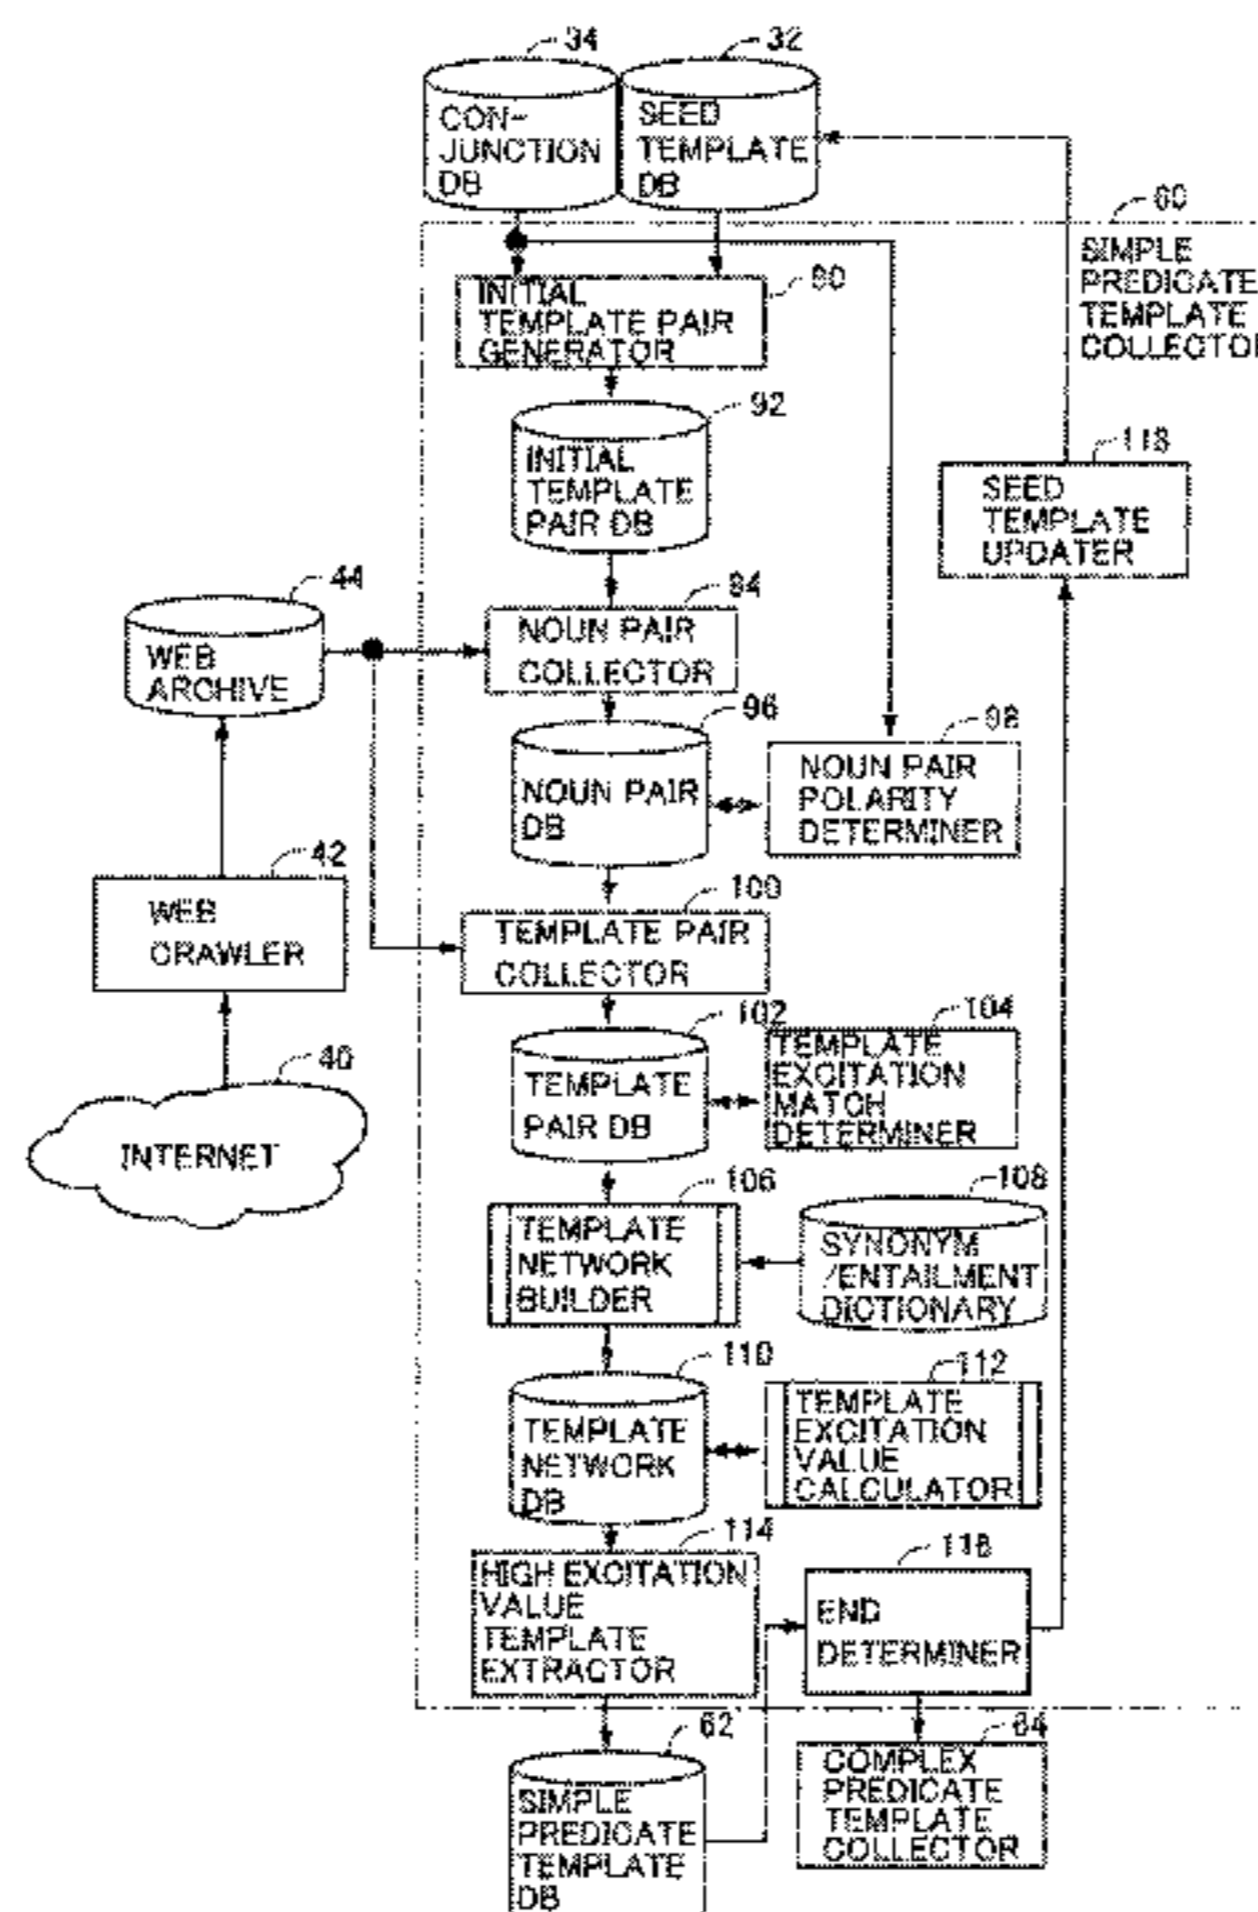 34
32
CON-
JUNCTION
DB
SEED
TEMPLATE
DB
60
SIMPLE
PREDICATE
TEMPLATE
COLLECTOR
90
INITIAL
TEMPLATE PAIR
GENERATOR
92
INITIAL
TEMPLATE
PAIR DB
118
SEED
TEMPLATE
UPDATER
44
WEB
ARCHIVE
94
NOUN PAIR
COLLECTOR
96
NOUN PAIR
DB
98
NOUN PAIR
POLARITY
DETERMINER
42
WEB
CRAWLER
100
TEMPLATE PAIR
COLLECTOR
40
INTERNET
102
TEMPLATE
PAIR DB
104
TEMPLATE
EXCITATION
MATCH
DETERMINER
106
TEMPLATE
NETWORK
BUILDER
108
SYNONYM
/ENTAILMENT
DICTIONARY
110
TEMPLATE
NETWORK
DB
112
TEMPLATE
EXCITATION
VALUE
CALCULATOR
114
HIGH EXCITATION
VALUE
TEMPLATE
EXTRACTOR
116
END
DETERMINER
62
SIMPLE
PREDICATE
TEMPLATE
DB
64
COMPLEX
PREDICATE
TEMPLATE
COLLECTOR